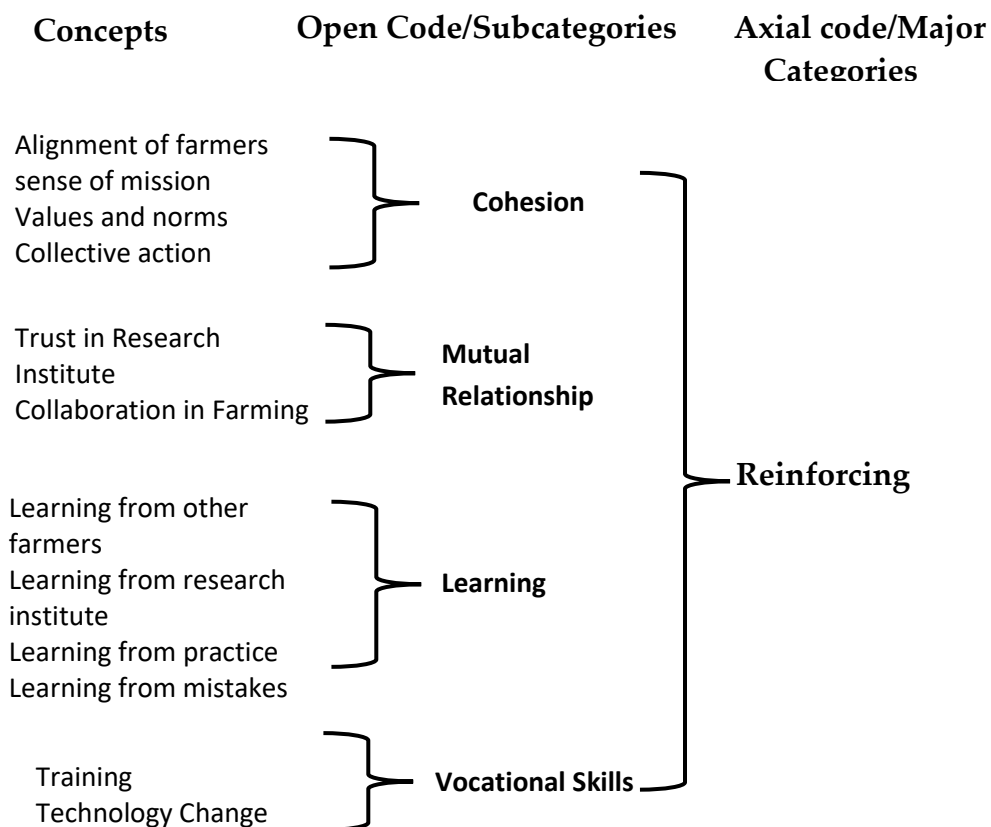 Concepts
Open Code/Subcategories
Axial code/Major
Categories
Alignment of farmers
sense of mission
Values and norms
Collective action
Cohesion
Trust in Research
Institute
Collaboration in Farming
Mutual
Relationship
Reinforcing
Learning from other
farmers
Learning from research
institute
Learning from practice
Learning from mistakes
Learning
Training
Technology Change
Vocational Skills